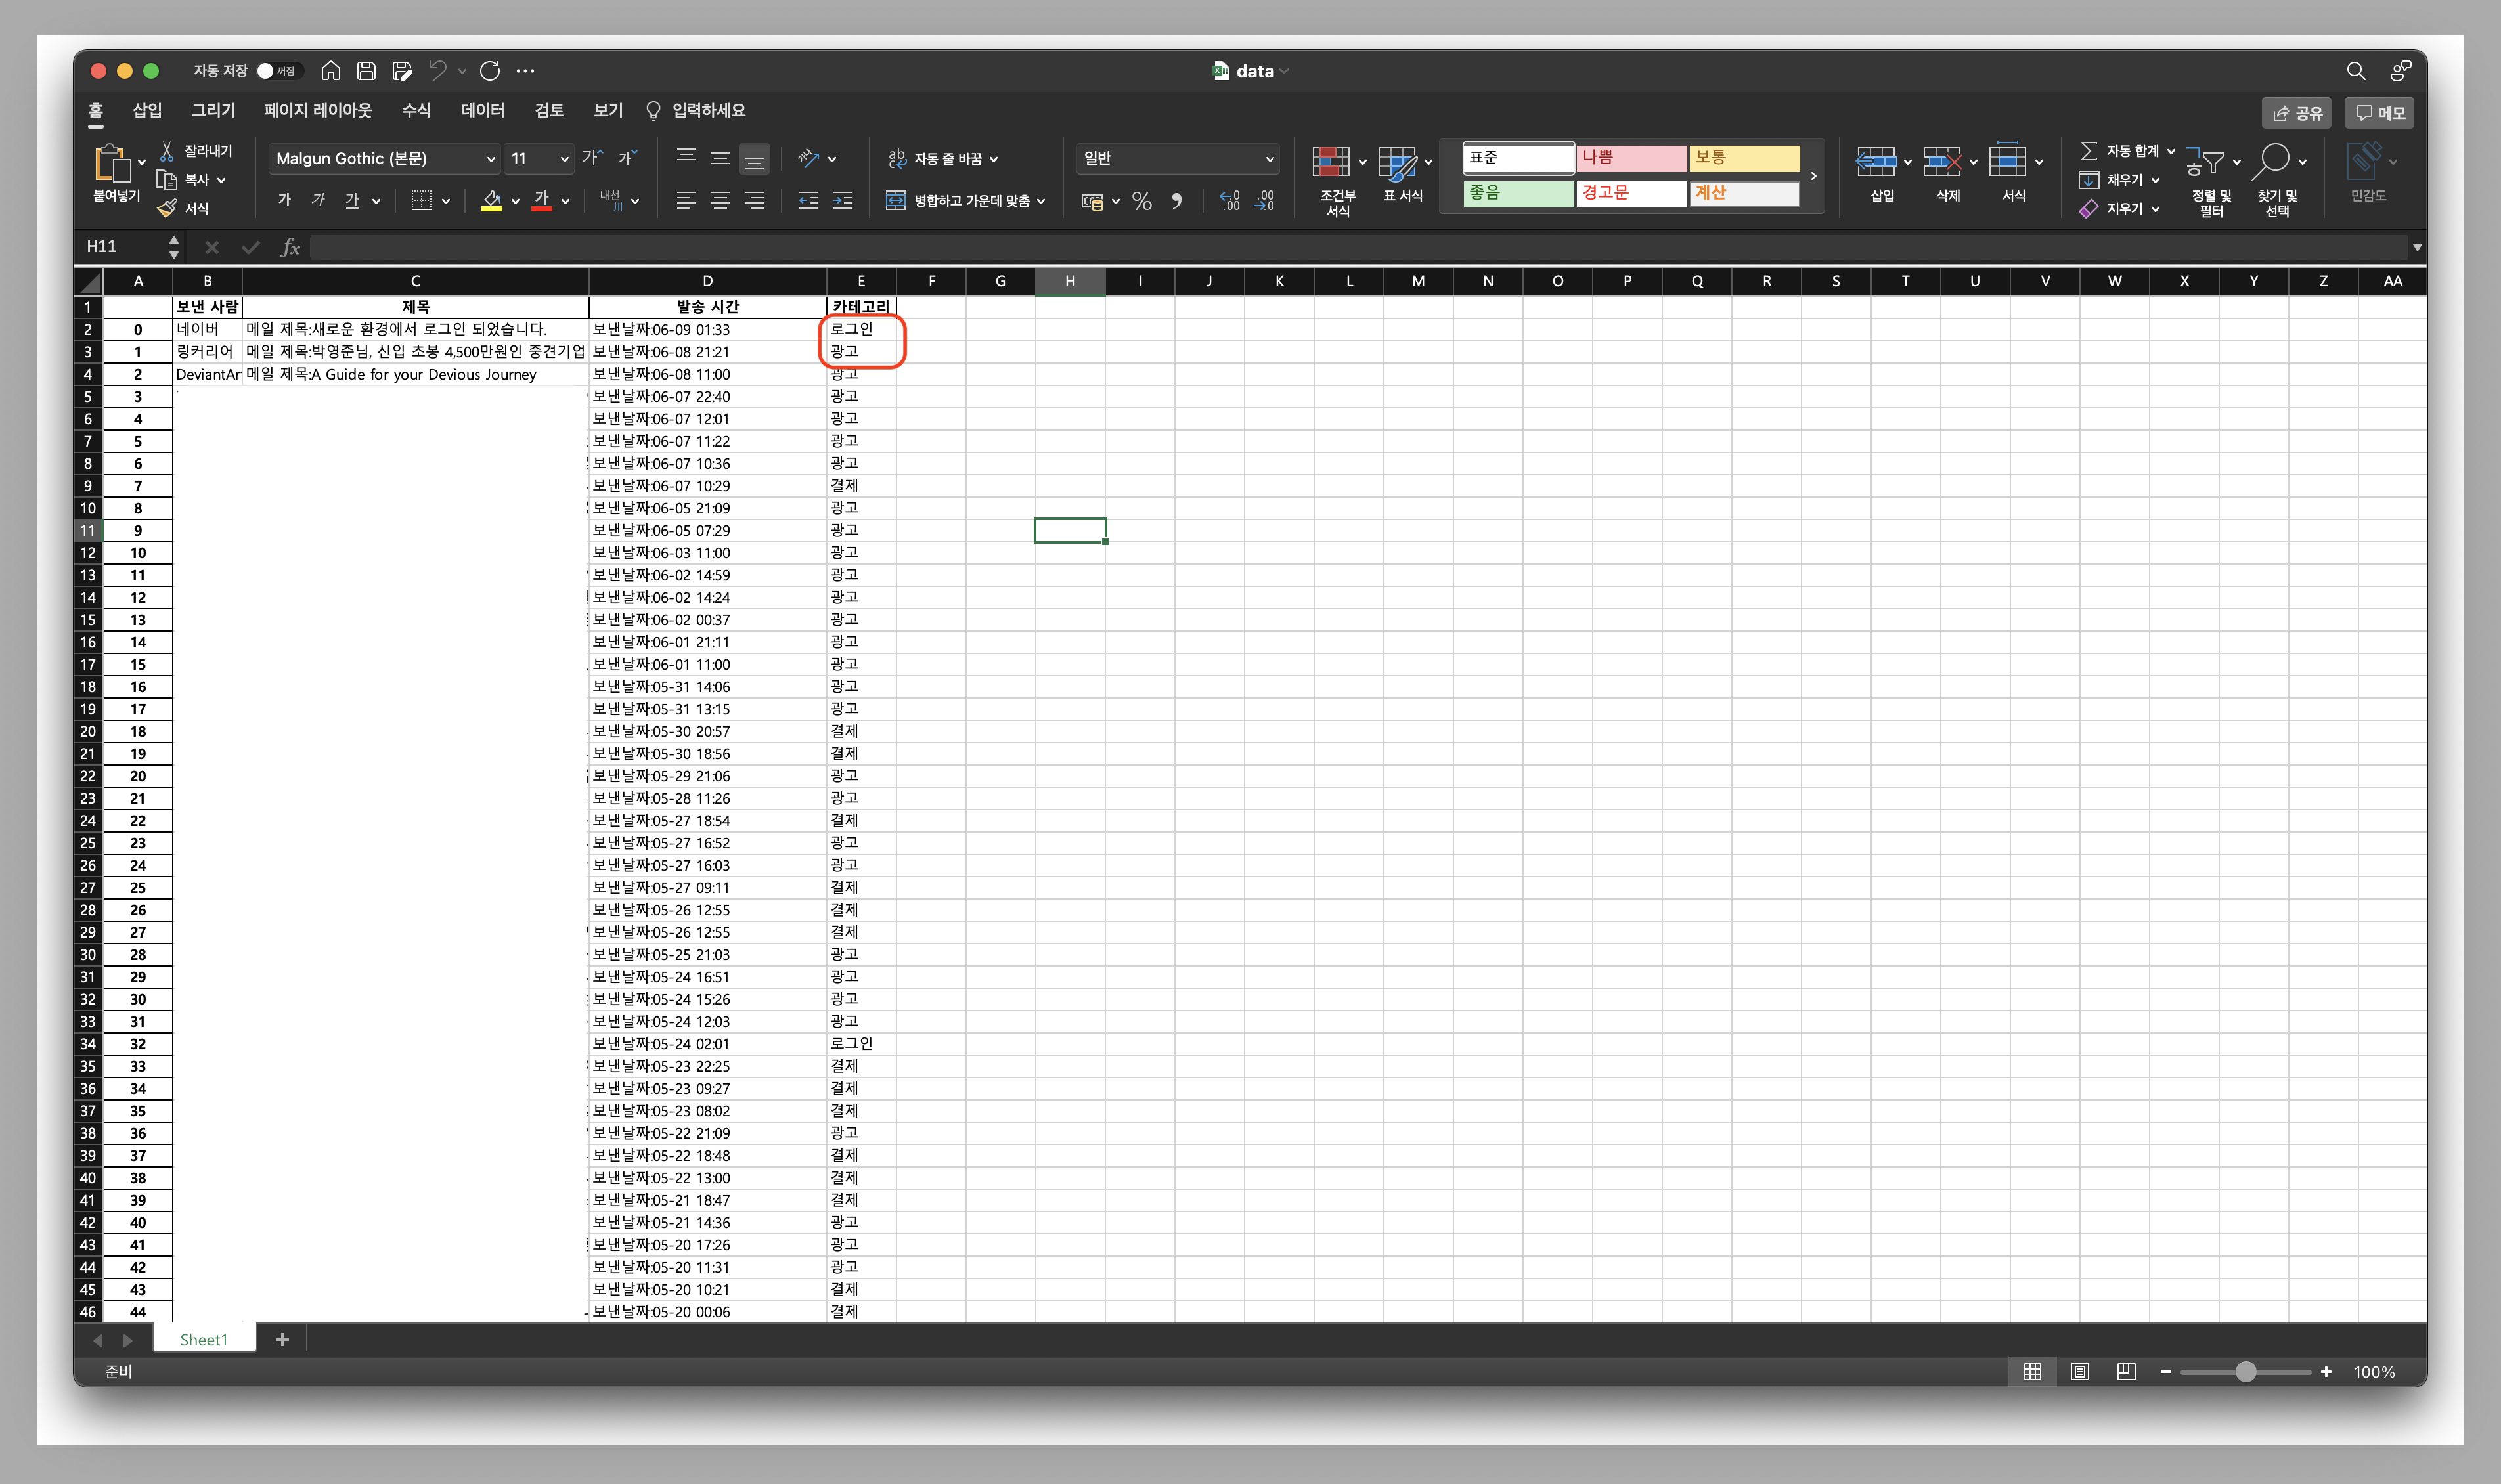 자동 저장 꺼짐 data
홈 삽입 그리기 페이지 레이아웃 수식 데이터 검토 보기 입력하세요 공유 메모
붙여넣기 잘라내기 복사 서식
Malgun Gothic (본문) 11 가 가
가 가 가 가 내천
자동 줄 바꿈
병합하고 가운데 맞춤
일반
조건부 서식 표 서식
표준 나쁨 보통
좋음 경고문 계산
삽입 삭제 서식
자동 합계
채우기
지우기
정렬 및 필터 찾기 및 선택 민감도
H11 fx
A B C D E F G H I J K L M N O P Q R S T U V W X Y Z AA
1 보낸 사람 제목 발송 시간 카테고리
2 0 네이버 메일 제목:새로운 환경에서 로그인 되었습니다. 보낸날짜:06-09 01:33 로그인
3 1 링커리어 메일 제목:박영준님, 신입 초봉 4,500만원인 중견기업 보낸날짜:06-08 21:21 광고
4 2 DeviantAr 메일 제목:A Guide for your Devious Journey 보낸날짜:06-08 11:00 광고
5 3 보낸날짜:06-07 22:40 광고
6 4 보낸날짜:06-07 12:01 광고
7 5 보낸날짜:06-07 11:22 광고
8 6 보낸날짜:06-07 10:36 광고
9 7 보낸날짜:06-07 10:29 결제
10 8 보낸날짜:06-05 21:09 광고
11 9 보낸날짜:06-05 07:29 광고
12 10 보낸날짜:06-03 11:00 광고
13 11 보낸날짜:06-02 14:59 광고
14 12 보낸날짜:06-02 14:24 광고
15 13 보낸날짜:06-02 00:37 광고
16 14 보낸날짜:06-01 21:11 광고
17 15 보낸날짜:06-01 11:00 광고
18 16 보낸날짜:05-31 14:06 광고
19 17 보낸날짜:05-31 13:15 광고
20 18 보낸날짜:05-30 20:57 결제
21 19 보낸날짜:05-30 18:56 결제
22 20 보낸날짜:05-29 21:06 광고
23 21 보낸날짜:05-28 11:26 광고
24 22 보낸날짜:05-27 18:54 결제
25 23 보낸날짜:05-27 16:52 광고
26 24 보낸날짜:05-27 16:03 광고
27 25 보낸날짜:05-27 09:11 결제
28 26 보낸날짜:05-26 12:55 결제
29 27 보낸날짜:05-26 12:55 결제
30 28 보낸날짜:05-25 21:03 광고
31 29 보낸날짜:05-24 16:51 광고
32 30 보낸날짜:05-24 15:26 광고
33 31 보낸날짜:05-24 12:03 광고
34 32 보낸날짜:05-24 02:01 로그인
35 33 보낸날짜:05-23 22:25 결제
36 34 보낸날짜:05-23 09:27 결제
37 35 보낸날짜:05-23 08:02 결제
38 36 보낸날짜:05-22 21:09 광고
39 37 보낸날짜:05-22 18:48 결제
40 38 보낸날짜:05-22 13:00 결제
41 39 보낸날짜:05-21 18:47 결제
42 40 보낸날짜:05-21 14:36 광고
43 41 보낸날짜:05-20 17:26 광고
44 42 보낸날짜:05-20 11:31 광고
45 43 보낸날짜:05-20 10:21 결제
46 44 보낸날짜:05-20 00:06 결제
Sheet1 +
준비 100%